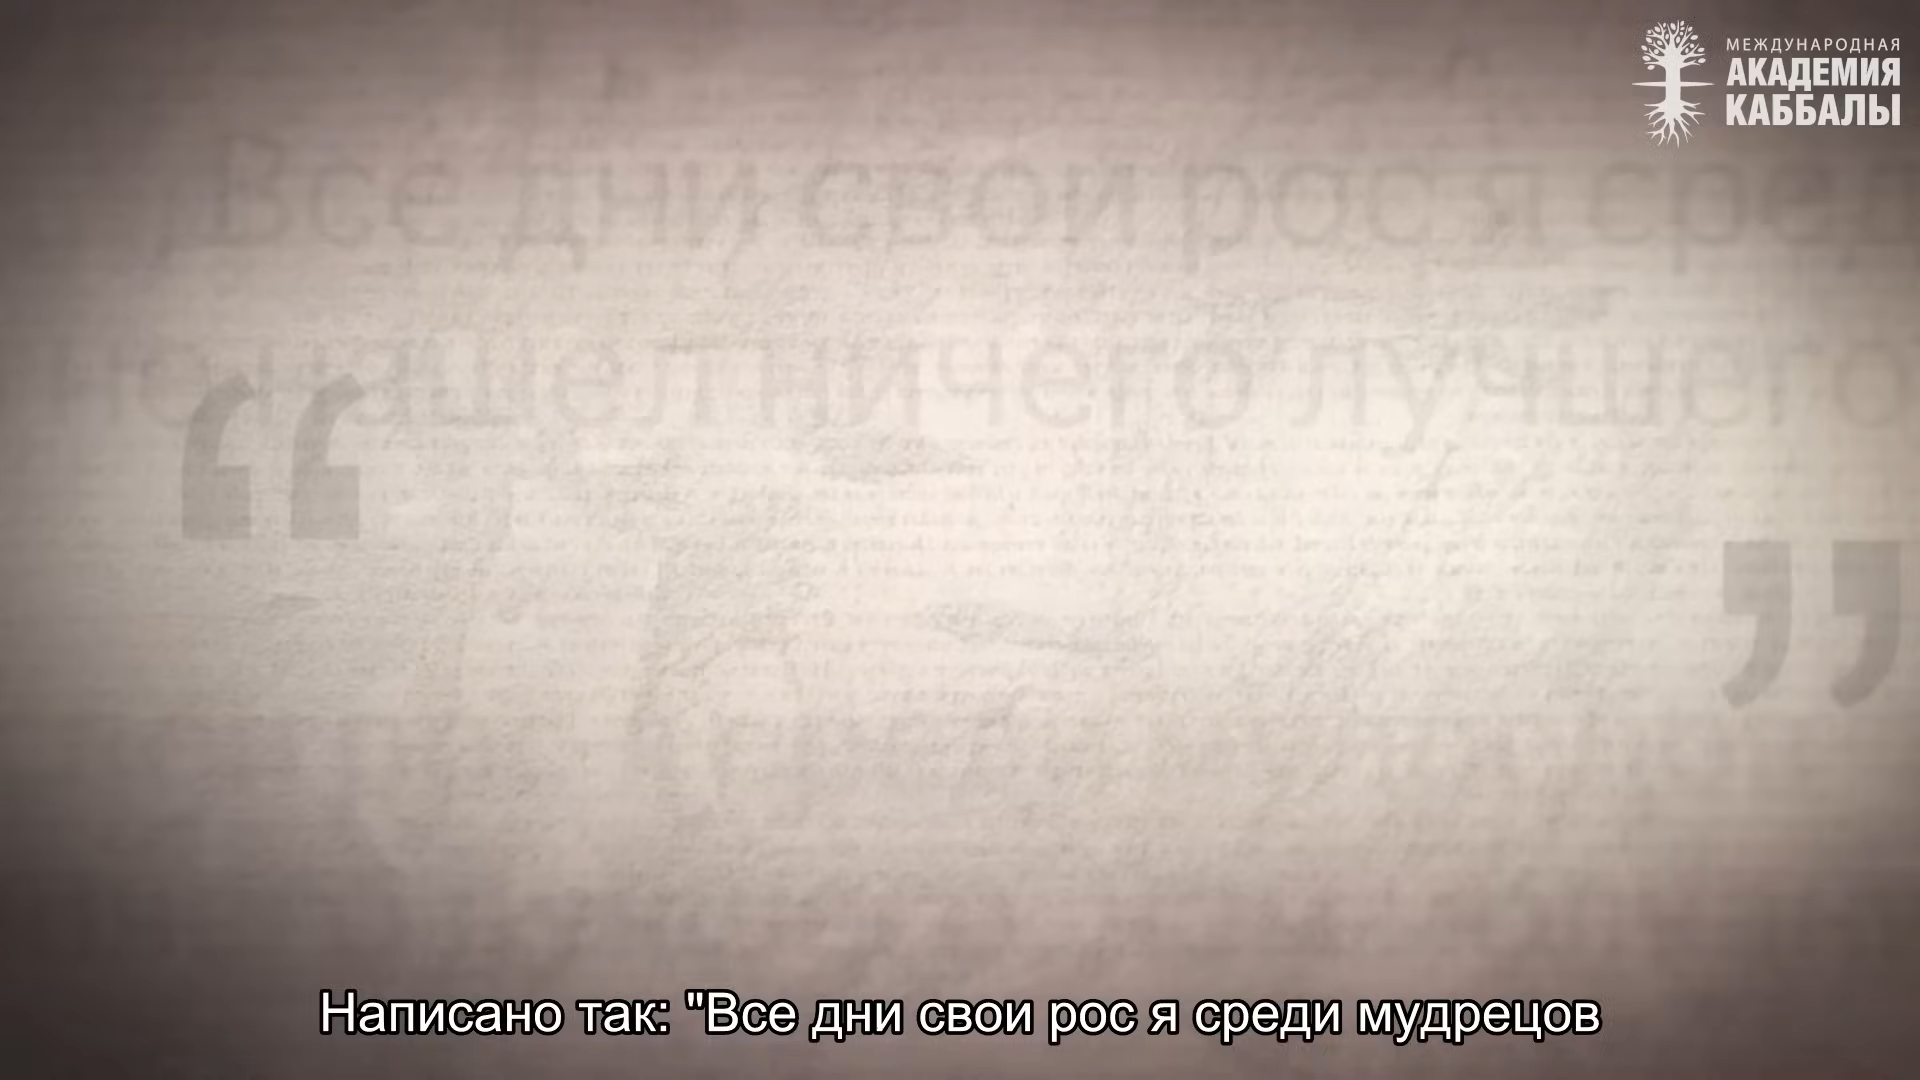 МЕЖДУНАРОДНАЯ
АКАДЕМИЯ
КАББАЛЫ
Все дни свои рос я сред
не нашел ничего лучшего
“
”
Написано так: "Все дни свои рос я среди мудрецов